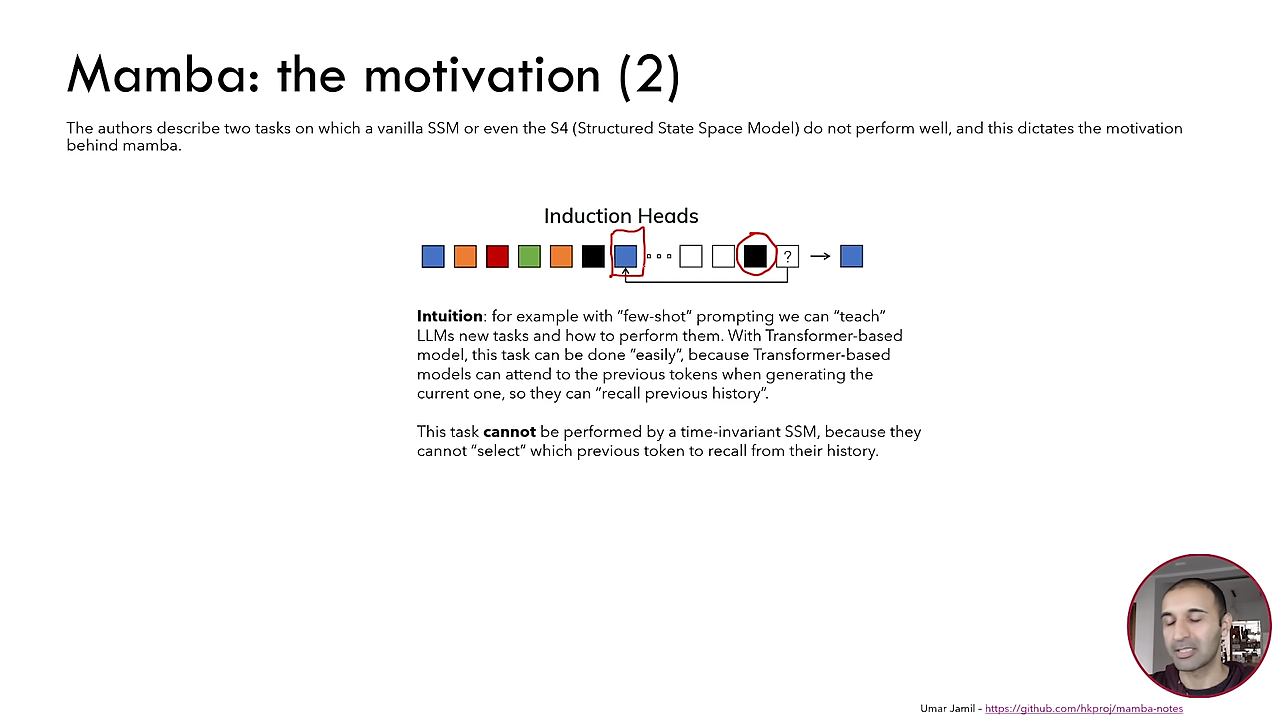 Mamba: the motivation (2)
The authors describe two tasks on which a vanilla SSM or even the S4 (Structured State Space Model) do not perform well, and this dictates the motivation
behind mamba.
Induction Heads
?
Intuition: for example with "few-shot" prompting we can "teach"
LLMs new tasks and how to perform them. With Transformer-based
model, this task can be done "easily", because Transformer-based
models can attend to the previous tokens when generating the
current one, so they can "recall previous history".
This task cannot be performed by a time-invariant SSM, because they
cannot "select" which previous token to recall from their history.
Umar Jamil – https://github.com/hkproj/mamba-notes